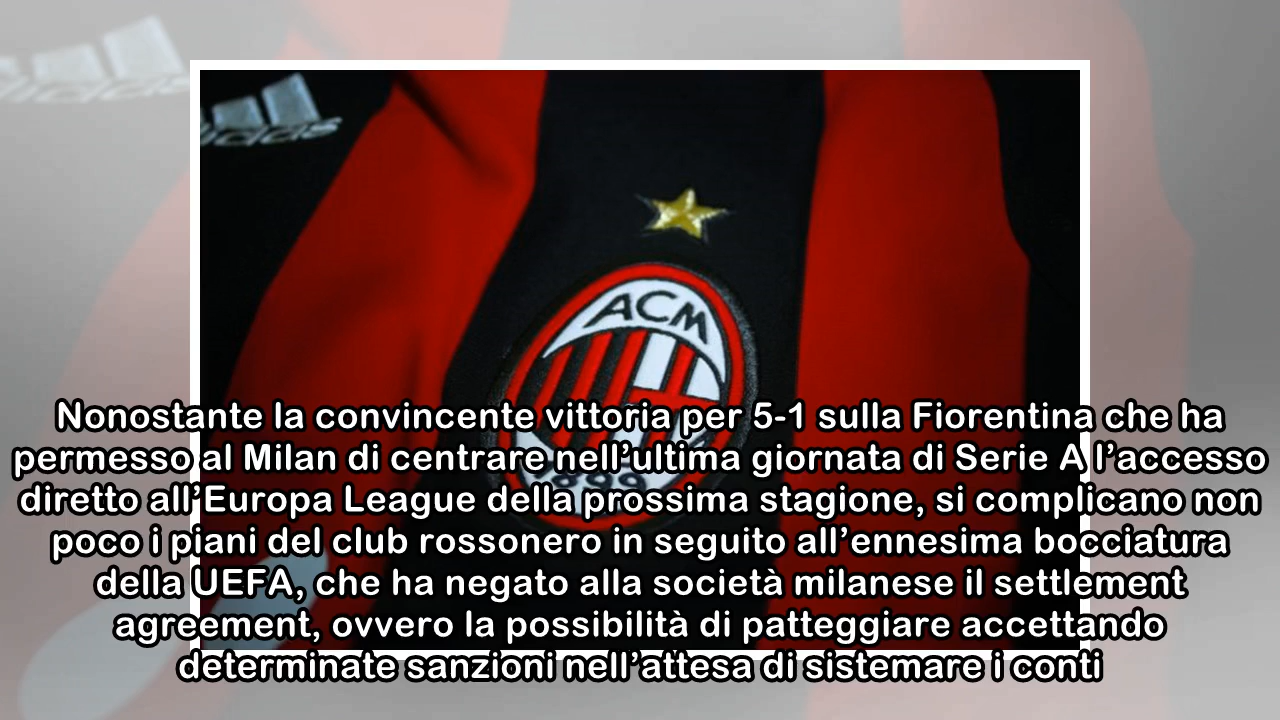 adidas
adidas
ACM
1899
Nonostante la convincente vittoria per 5-1 sulla Fiorentina che ha
permesso al Milan di centrare nell’ultima giornata di Serie A l’accesso
diretto all’Europa League della prossima stagione, si complicano non
poco i piani del club rossonero in seguito all’ennesima bocciatura
della UEFA, che ha negato alla società milanese il settlement
agreement, ovvero la possibilità di patteggiare accettando
determinate sanzioni nell’attesa di sistemare i conti